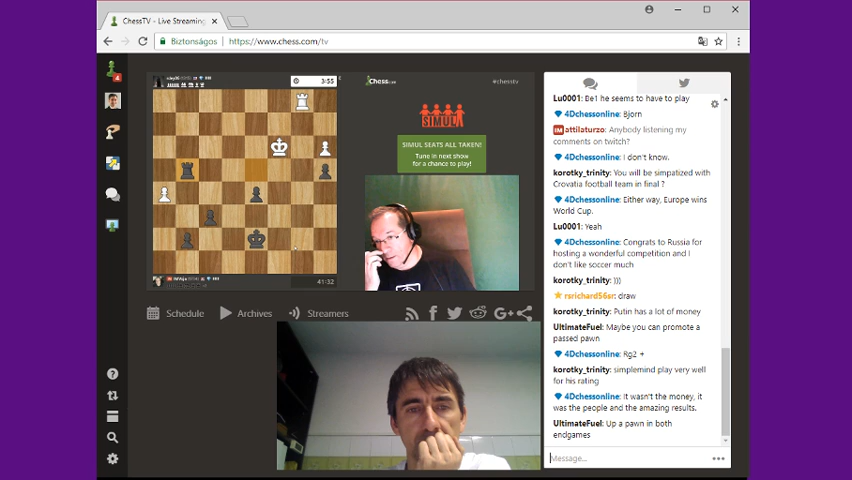 ChessTV - Live Streaming
Biztonságos
https://www.chess.com/tv
4
3:55
Chess.com
#chesstv
SIMUL
SIMUL SEATS ALL TAKEN!
Tune in next show
for a chance to play!
41:32
Schedule
Archives
Streamers
Lu0001: Be1 he seems to have to play
4Dchessonline: Bjorn
IM attilaturzo: Anybody listening my
comments on twitch?
4Dchessonline: I don't know.
korotky_trinity: You will be simpatized with
Crovatia football team in final ?
4Dchessonline: Either way, Europe wins
World Cup.
Lu0001: Yeah
4Dchessonline: Congrats to Russia for
hosting a wonderful competition and I
don't like soccer much
korotky_trinity: )))
rsrichard56sr: draw
korotky_trinity: Putin has lot of money
UltimateFuel: Maybe you can promote a
passed pawn
4Dchessonline: Rg2 +
korotky_trinity: simplemind play very well
for his rating
4Dchessonline: It wasn't the money, it
was the people and the amazing results.
UltimateFuel: Up a pawn in both
endgames
Message...